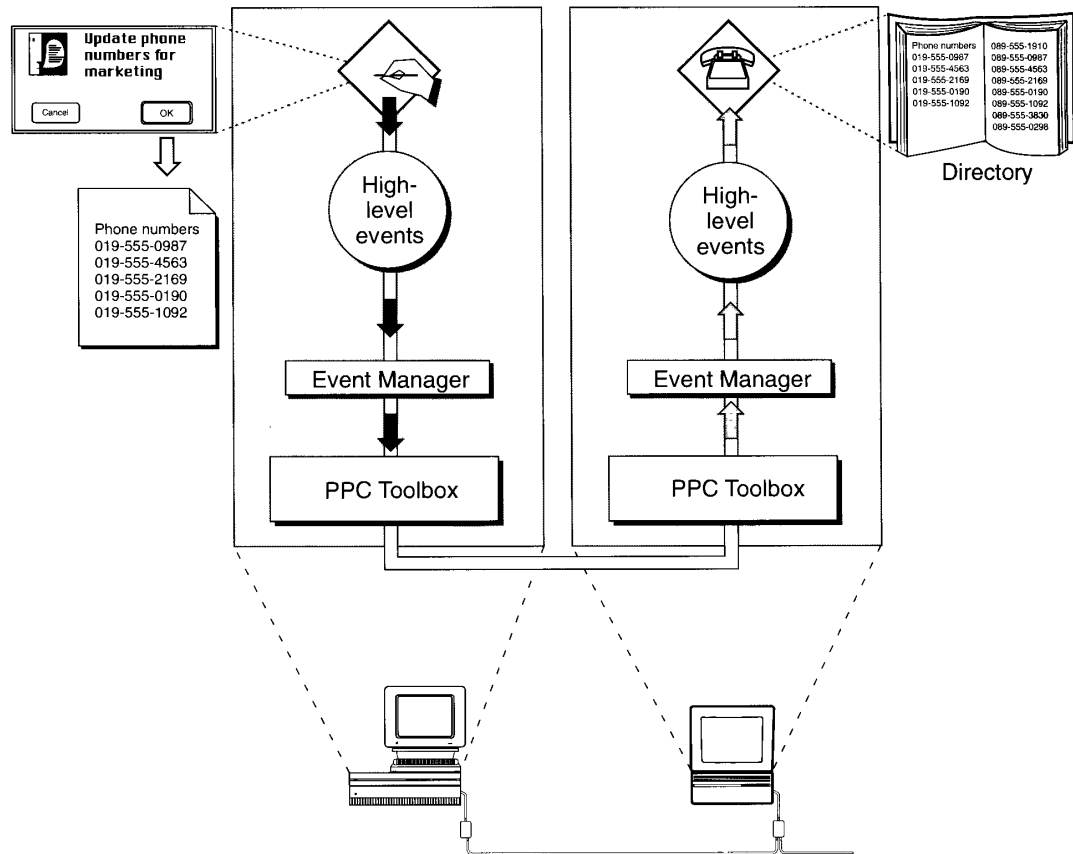 Update phone
numbers for
marketing
Cancel
OK
Phone numbers
019-555-0987
019-555-4563
019-555-2169
019-555-0190
019-555-1092
High-
level
events
Event Manager
PPC Toolbox
High-
level
events
Event Manager
PPC Toolbox
Phone numbers
019-555-0987
019-555-4563
019-555-2169
019-555-0190
019-555-1092
089-555-1910
089-555-0987
089-555-4563
089-555-2169
089-555-0190
089-555-1092
089-555-3830
089-555-0298
Directory